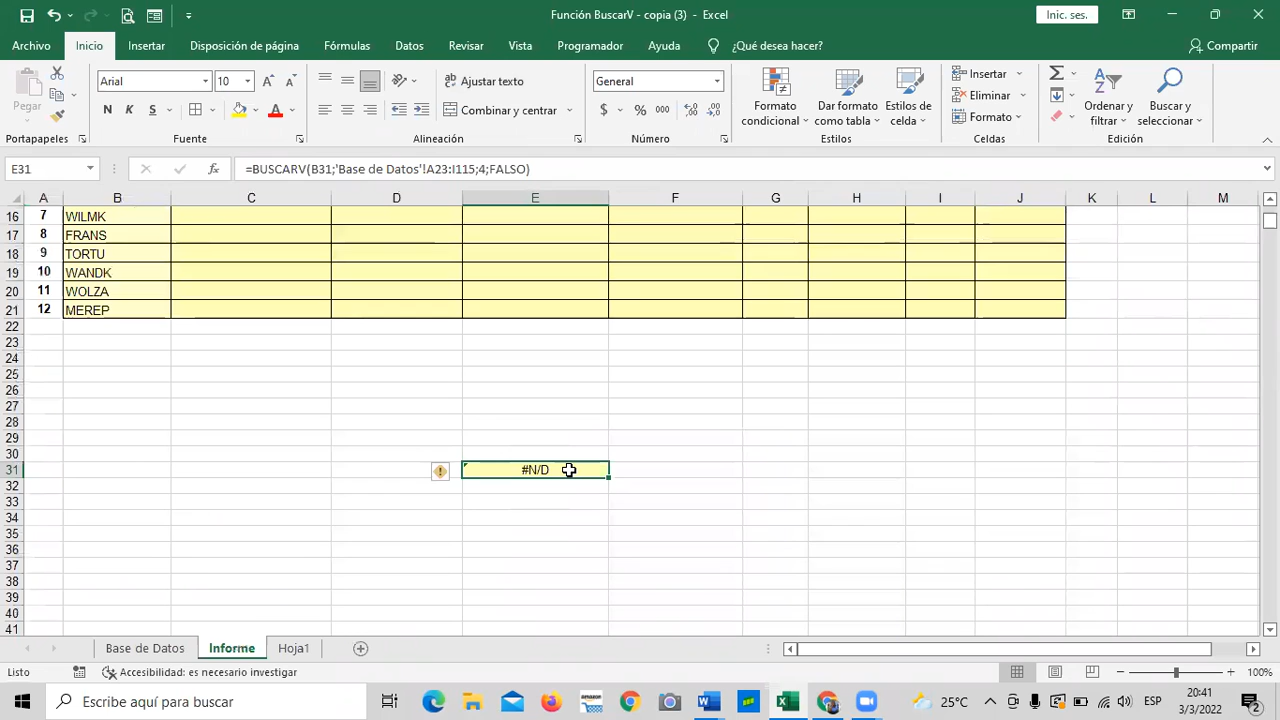 Función BuscarV - copia (3) - Excel
Inic. ses.
Archivo Inicio Insertar Disposición de página Fórmulas Datos Revisar Vista Programador Ayuda ¿Qué desea hacer? Compartir
Pegar
Arial 10
N K S
Ajustar texto
Combinar y centrar
General
$ % 000
Formato condicional
Dar formato como tabla
Estilos de celda
Insertar
Eliminar
Formato
Ordenar y filtrar
Buscar y seleccionar
Portapapeles Fuente Alineación Número Estilos Celdas Edición
E31 fx =BUSCARV(B31;'Base de Datos'!A23:I115;4;FALSO)
A B C D E F G H I J K L M
16 7 WILMK
17 8 FRANS
18 9 TORTU
19 10 WANDK
20 11 WOLZA
21 12 MEREP
22
23
24
25
26
27
28
29
30
31 #N/D
32
33
34
35
36
37
38
39
40
41
Base de Datos Informe Hoja1
Listo Accesibilidad: es necesario investigar 100%
Escribe aquí para buscar amazon 25°C ESP 20:41
3/3/2022 2